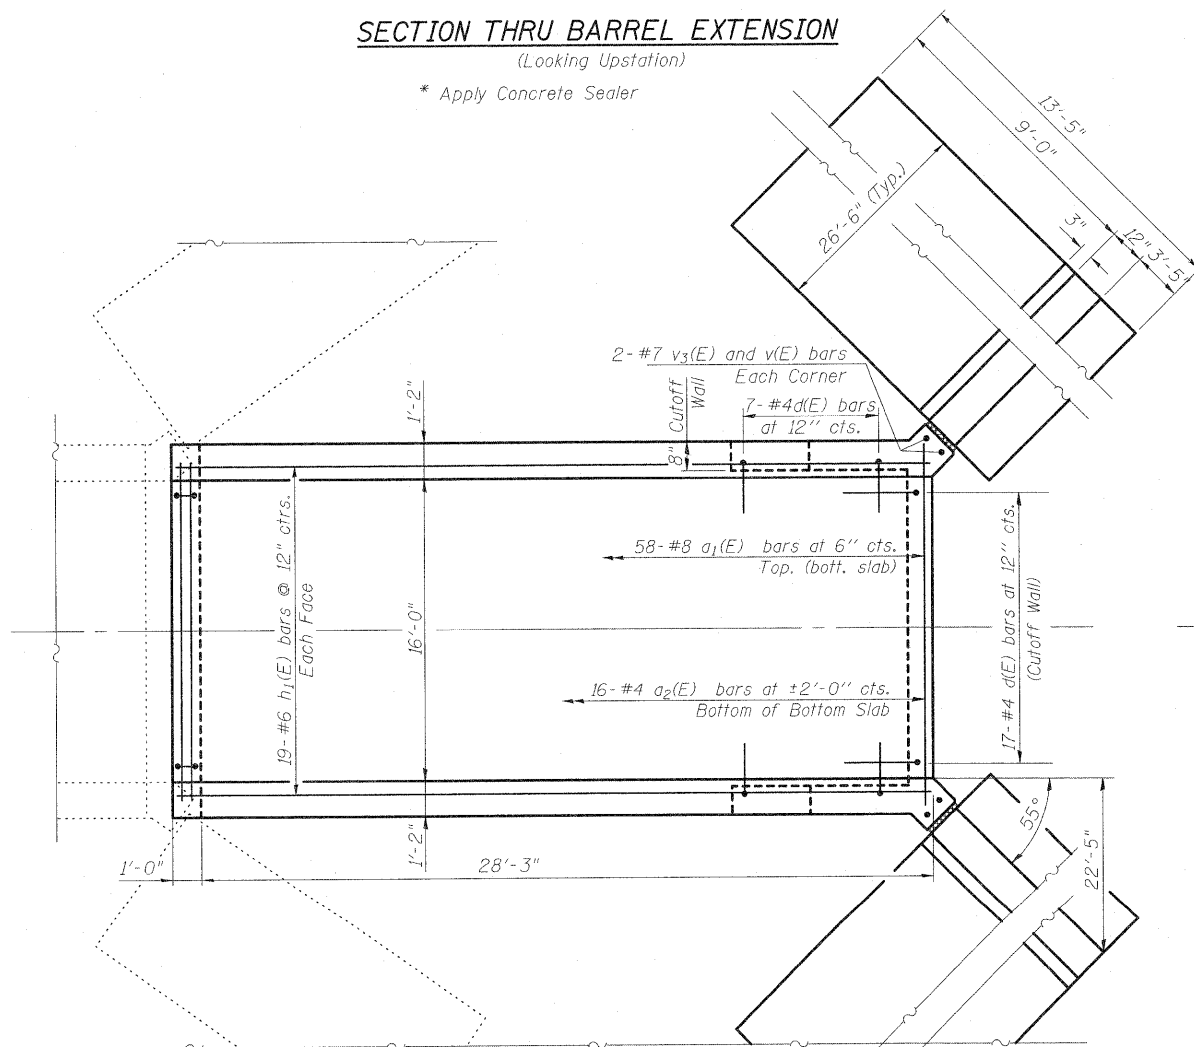 SECTION THRU BARREL EXTENSION
(Looking Upstation)
* Apply Concrete Sealer
13'-5"
9'-0"
26'-6" (Typ.)
3"
12"
3'-5"
2- #7 v3(E) and v(E) bars
Each Corner
1'-2"
8" Cutoff
Wall
7- #4d(E) bars
at 12" cts.
58- #8 a1(E) bars at 6" cts.
Top. (bott. slab)
19- #6 h1(E) bars @ 12" ctrs.
Each Face
16'-0"
17- #4 d(E) bars at 12" cts.
(Cutoff Wall)
16- #4 a2(E) bars at ±2'-0" cts.
Bottom of Bottom Slab
55°
22'-5"
1'-2"
1'-0"
28'-3"